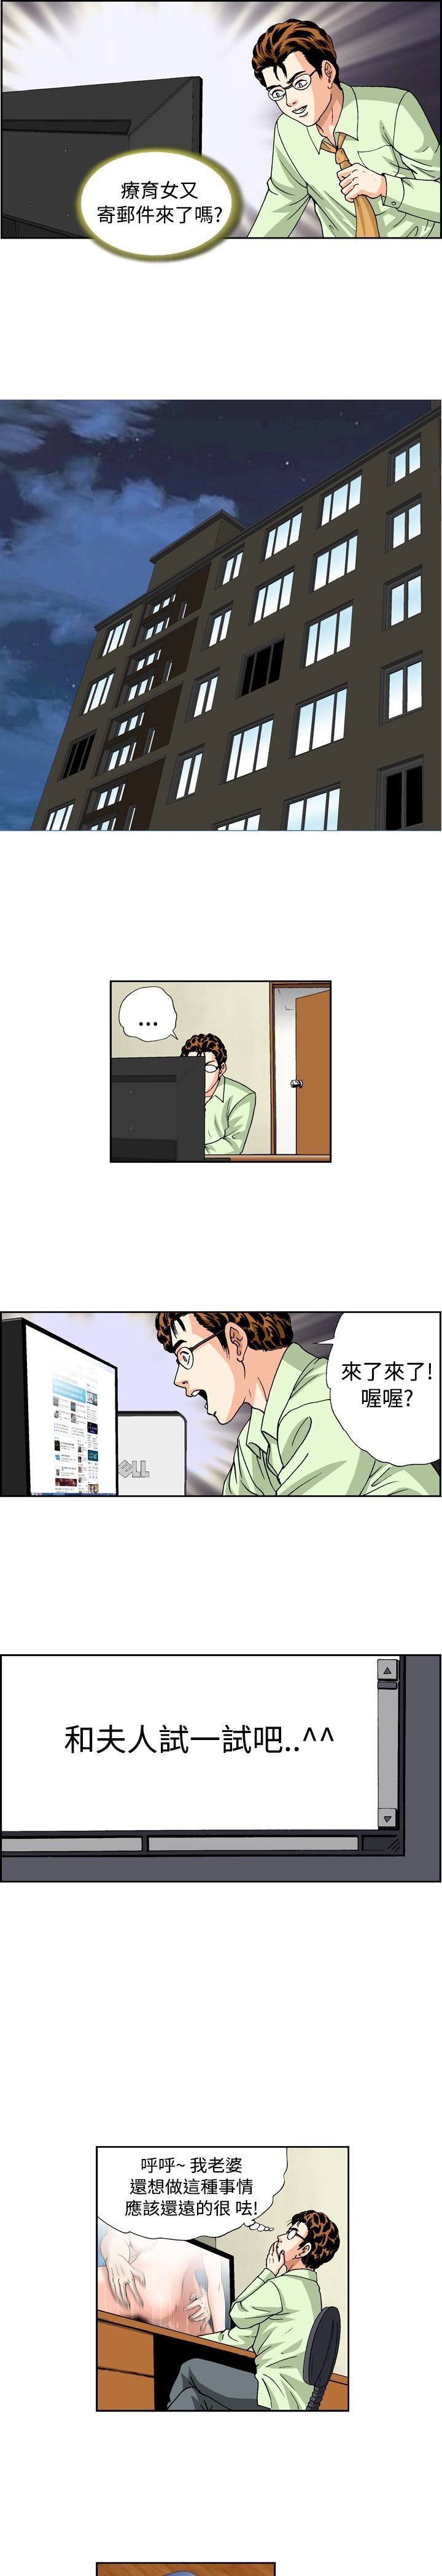 療育女又
寄郵件來了嗎?
...
來了來了!
喔喔?
ELL
和夫人試一試吧..^^
呼呼~ 我老婆
還想做這種事情
應該還遠的很 呿!